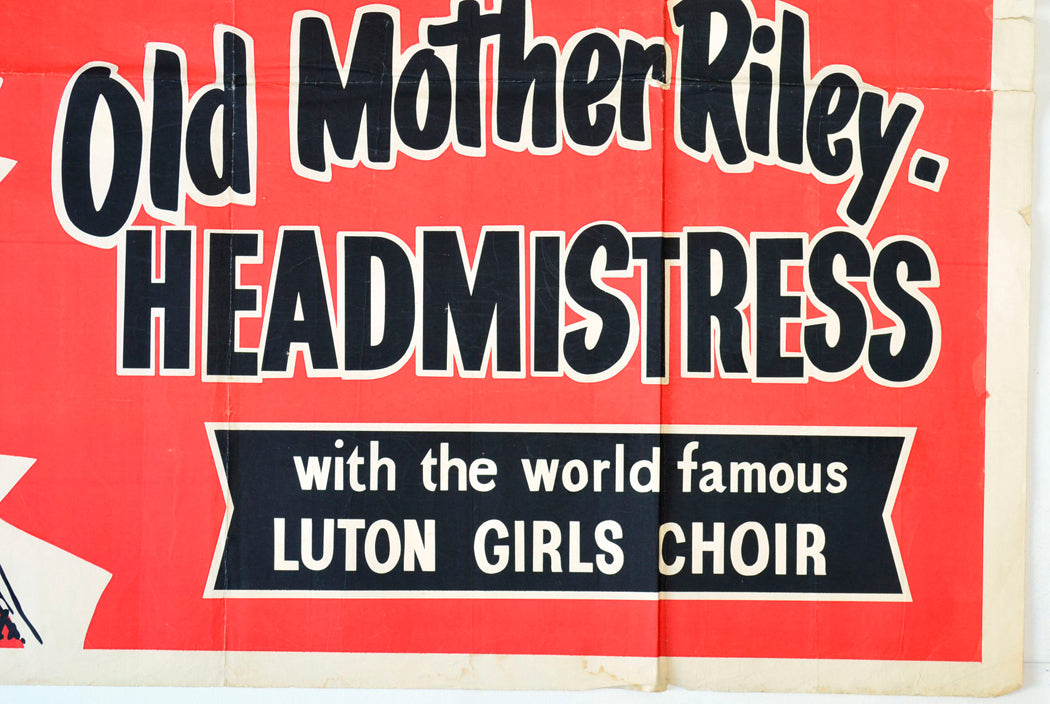 Old Mother Riley.
HEADMISTRESS
with the world famous
LUTON GIRLS CHOIR